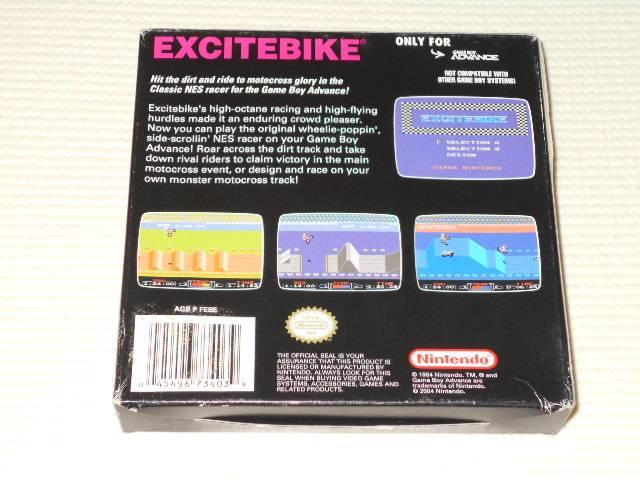 EXCITEBIKE®
ONLY FOR
GAME BOY
ADVANCE
NOT COMPATIBLE WITH
OTHER GAME BOY SYSTEMS!
Hit the dirt and ride to motocross glory in the
Classic NES racer for the Game Boy Advance!
Excitebike's high-octane racing and high-flying
hurdles made it an enduring crowd pleaser.
Now you can play the original wheelie-poppin',
side-scrollin' NES racer on your Game Boy
Advance! Roar across the dirt track and take
down rival riders to claim victory in the main
motocross event, or design and race on your
own monster motocross track!
EXCITEBIKE
SELECTION A
SELECTION B
DESIGN
©1984 NINTENDO
AGB P FEBE
0 45496 73403 9
Nintendo
THE OFFICIAL SEAL IS YOUR
ASSURANCE THAT THIS PRODUCT IS
LICENSED OR MANUFACTURED BY
NINTENDO. ALWAYS LOOK FOR THIS
SEAL WHEN BUYING VIDEO GAME
SYSTEMS, ACCESSORIES, GAMES AND
RELATED PRODUCTS.
Nintendo
© 1984 Nintendo. TM, ® and
Game Boy Advance are
trademarks of Nintendo.
© 2004 Nintendo.